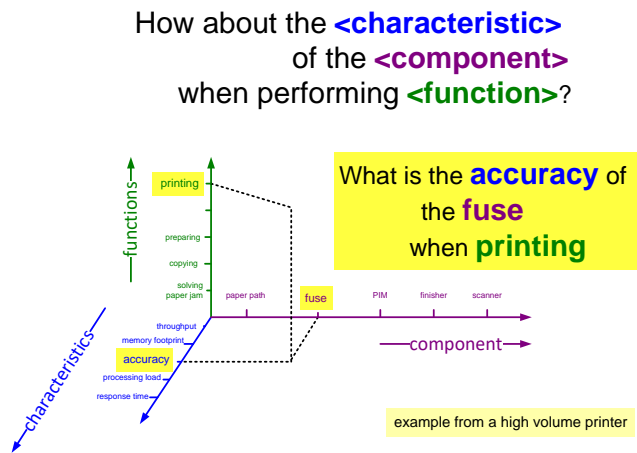 How about the <characteristic>
of the <component>
when performing <function>?
What is the accuracy of
the fuse
when printing
functions
printing
preparing
copying
solving
paper jam
paper path
fuse
PIM
finisher
scanner
component
throughput
memory footprint
accuracy
processing load
response time
characteristics
example from a high volume printer